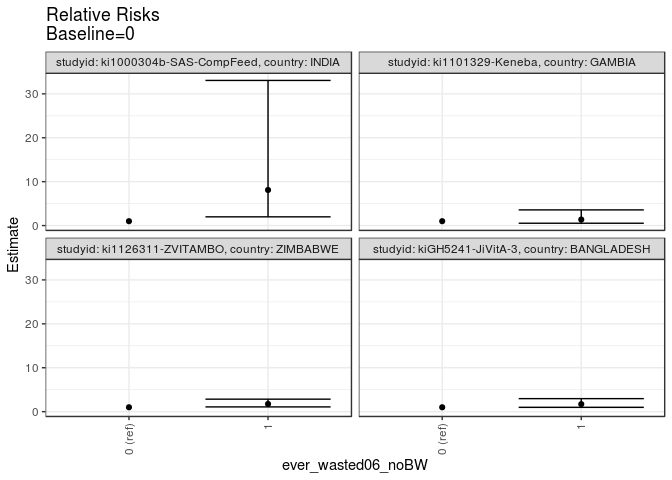 Relative Risks
Baseline=0
studyid: ki1000304b-SAS-CompFeed, country: INDIA
studyid: ki1101329-Keneba, country: GAMBIA
30
20
10
0
studyid: ki1126311-ZVITAMBO, country: ZIMBABWE
studyid: kiGH5241-JiVitA-3, country: BANGLADESH
30
20
10
0
Estimate
0 (ref)
1
0 (ref)
1
ever_wasted06_noBW